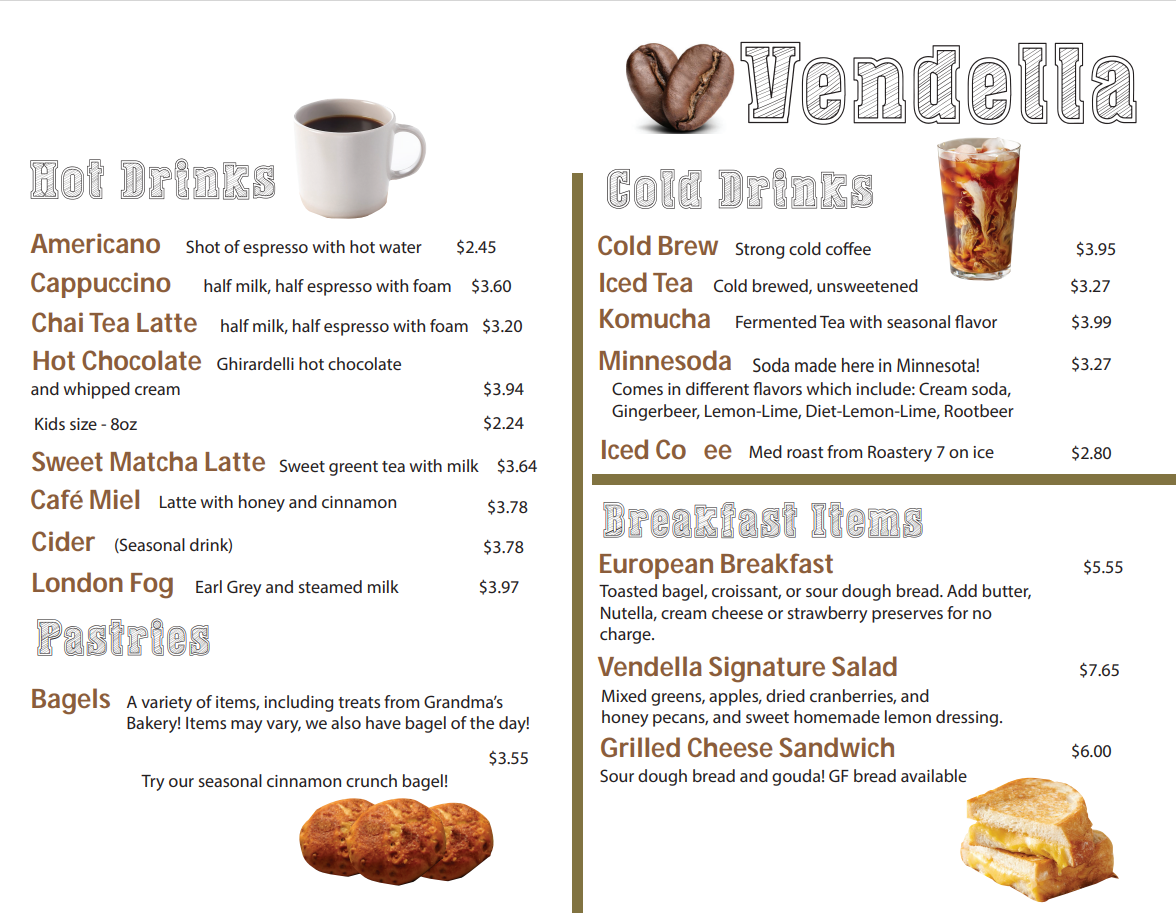 Vendella
Hot Drinks
Americano Shot of espresso with hot water $2.45
Cappuccino half milk, half espresso with foam $3.60
Chai Tea Latte half milk, half espresso with foam $3.20
Hot Chocolate Ghirardelli hot chocolate
and whipped cream $3.94
Kids size - 8oz $2.24
Sweet Matcha Latte Sweet greent tea with milk $3.64
Café Miel Latte with honey and cinnamon $3.78
Cider (Seasonal drink) $3.78
London Fog Earl Grey and steamed milk $3.97
Pastries
Bagels A variety of items, including treats from Grandma's
Bakery! Items may vary, we also have bagel of the day!
$3.55
Try our seasonal cinnamon crunch bagel!
Cold Drinks
Cold Brew Strong cold coffee $3.95
Iced Tea Cold brewed, unsweetened $3.27
Komucha Fermented Tea with seasonal flavor $3.99
Minnesoda Soda made here in Minnesota! $3.27
Comes in different flavors which include: Cream soda,
Gingerbeer, Lemon-Lime, Diet-Lemon-Lime, Rootbeer
Iced Co ee Med roast from Roastery 7 on ice $2.80
Breakfast Items
European Breakfast $5.55
Toasted bagel, croissant, or sour dough bread. Add butter,
Nutella, cream cheese or strawberry preserves for no
charge.
Vendella Signature Salad $7.65
Mixed greens, apples, dried cranberries, and
honey pecans, and sweet homemade lemon dressing.
Grilled Cheese Sandwich $6.00
Sour dough bread and gouda! GF bread available